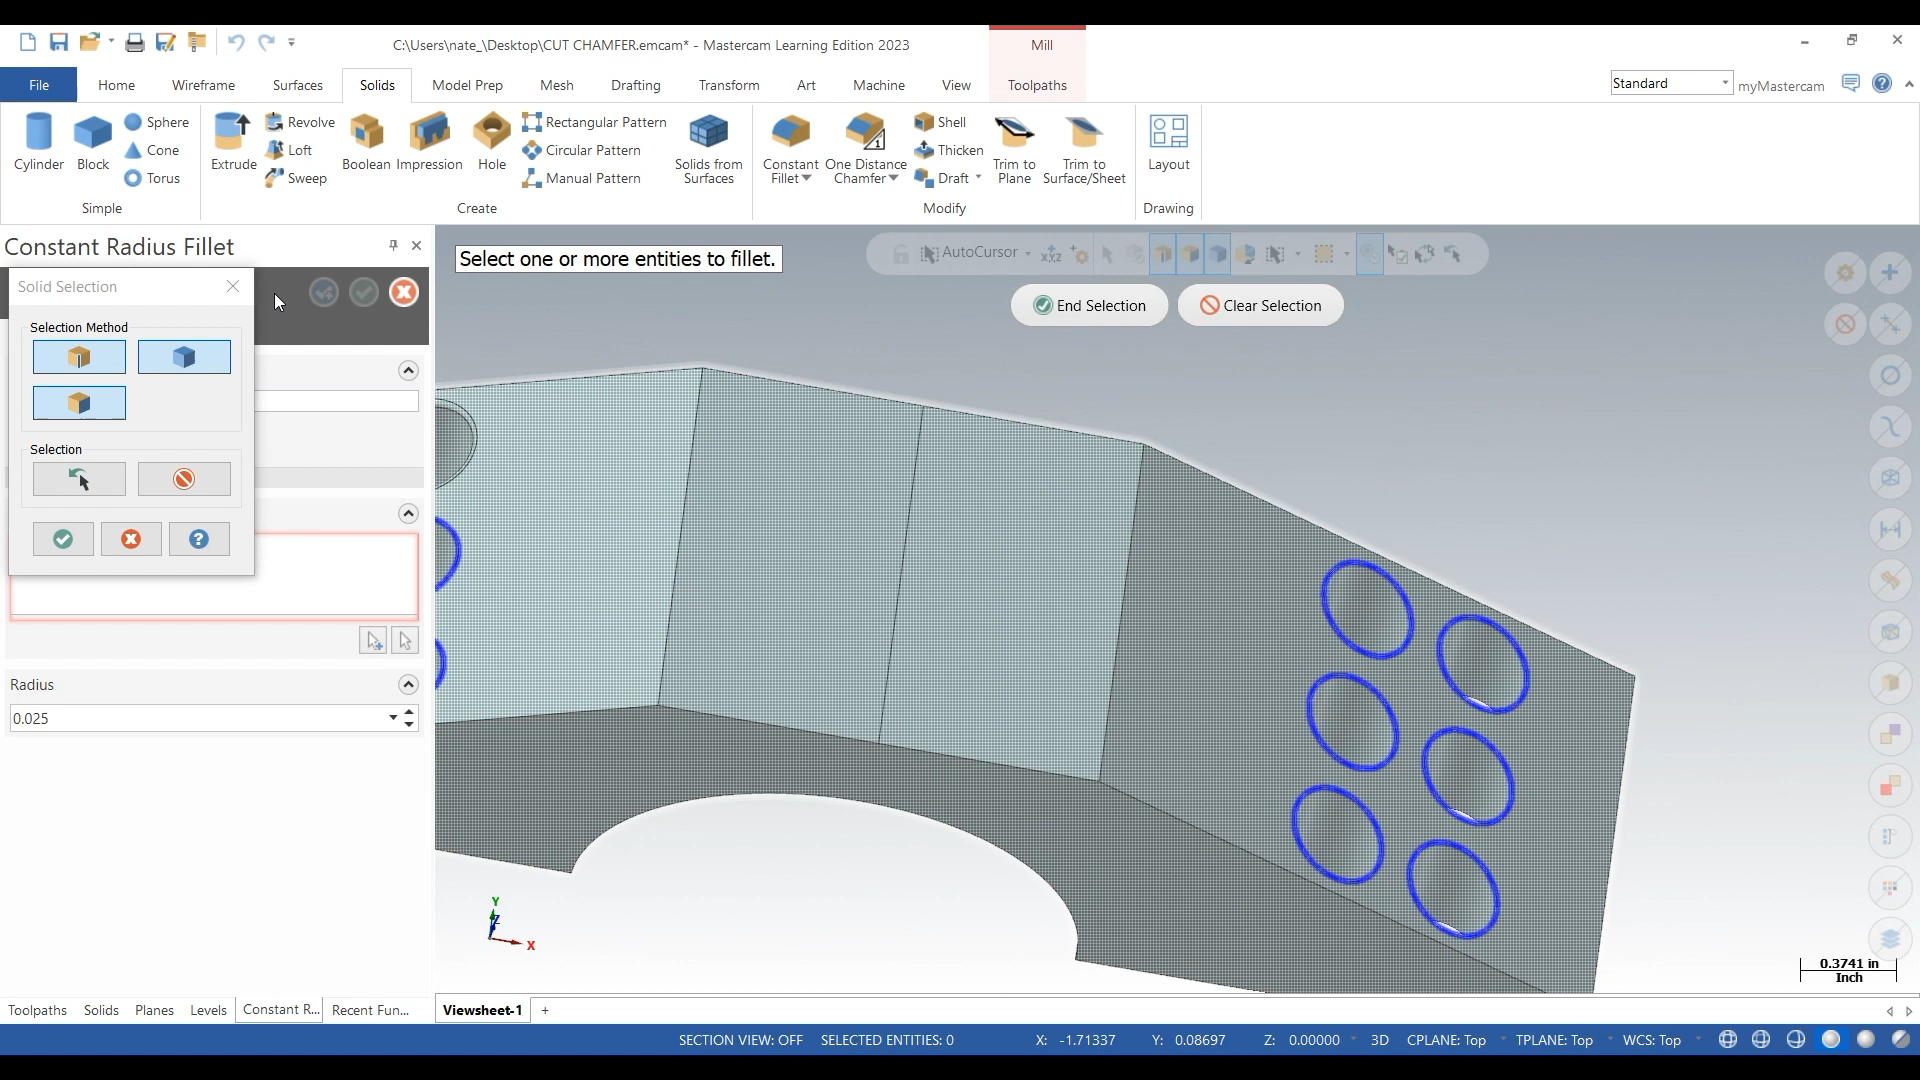 C:\Users\nate_\Desktop\CUT CHAMFER.emcam* - Mastercam Learning Edition 2023
Mill
File
Home
Wireframe
Surfaces
Solids
Model Prep
Mesh
Drafting
Transform
Art
Machine
View
Toolpaths
Standard
myMastercam
Cylinder
Block
Sphere
Cone
Torus
Simple
Extrude
Revolve
Loft
Sweep
Boolean
Impression
Hole
Rectangular Pattern
Circular Pattern
Manual Pattern
Solids from
Surfaces
Create
Constant
Fillet
One Distance
Chamfer
1
Shell
Thicken
Draft
Trim to
Plane
Trim to
Surface/Sheet
Modify
Layout
Drawing
Constant Radius Fillet
Select one or more entities to fillet.
AutoCursor
XYZ
End Selection
Clear Selection
Solid Selection
Selection Method
Selection
Radius
0.025
Y
Z
X
0.3741 in
Inch
Toolpaths
Solids
Planes
Levels
Constant R...
Recent Fun...
Viewsheet-1
+
SECTION VIEW: OFF
SELECTED ENTITIES: 0
X: -1.71337
Y: 0.08697
Z: 0.00000
3D
CPLANE: Top
TPLANE: Top
WCS: Top